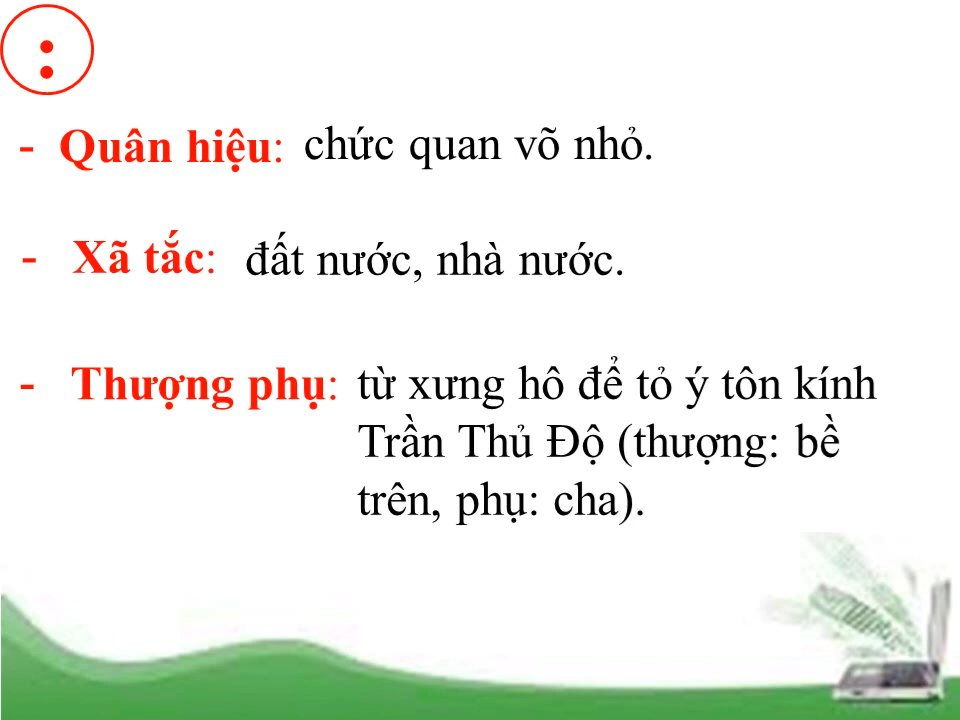 :
- Quân hiệu: chức quan võ nhỏ.
- Xã tắc: đất nước, nhà nước.
- Thượng phụ: từ xưng hô để tỏ ý tôn kính
Trần Thủ Độ (thượng: bề
trên, phụ: cha).